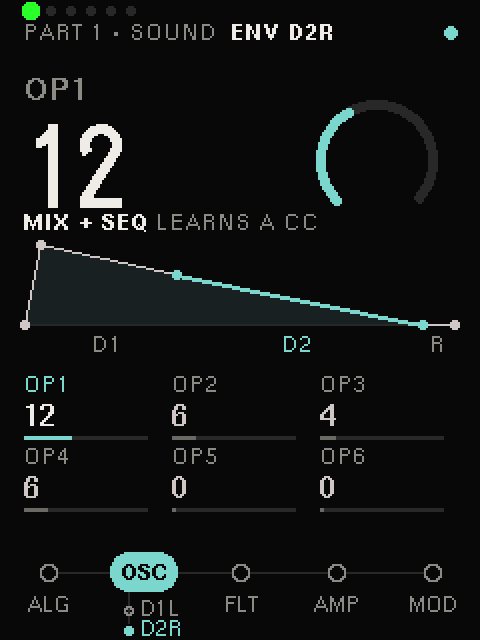 PART 1 · SOUND ENV D2R
OP1
12
MIX + SEQ LEARNS A CC
D1 D2 R
OP1 OP2 OP3
12 6 4
OP4 OP5 OP6
6 0 0
OSC
ALG FLT AMP MOD
D1L
D2R